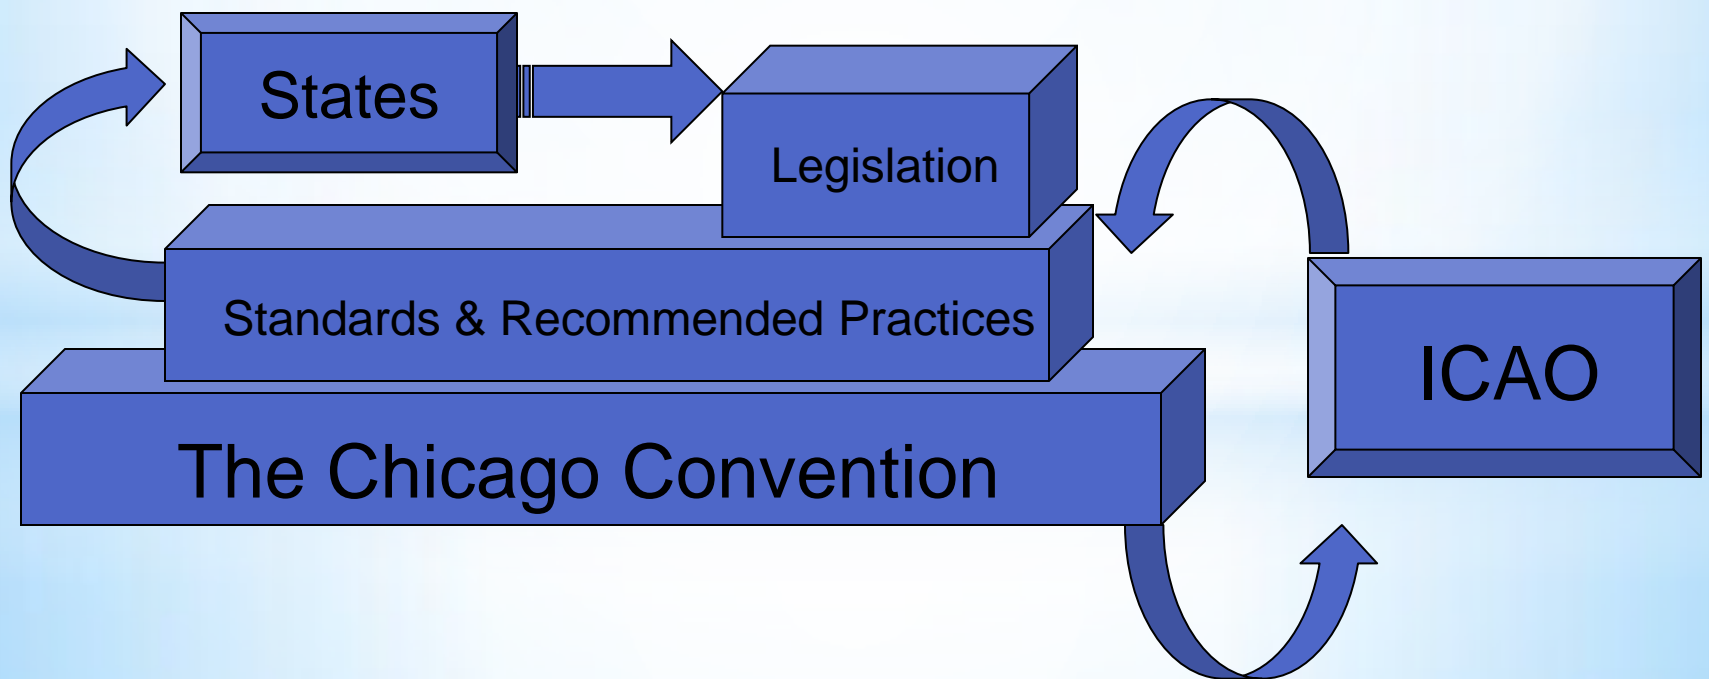 States
Legislation
Standards & Recommended Practices
ICAO
The Chicago Convention